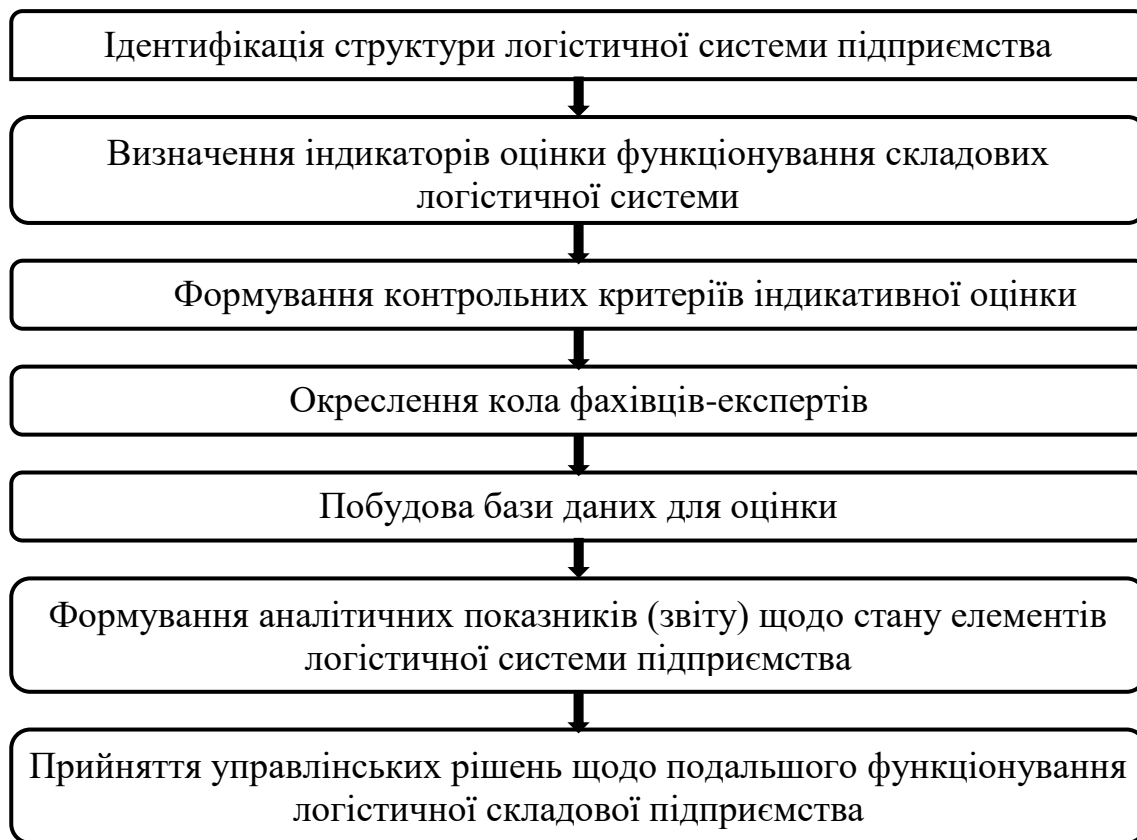 Ідентифікація структури логістичної системи підприємства
Визначення індикаторів оцінки функціонування складових
логістичної системи
Формування контрольних критеріїв індикативної оцінки
Окреслення кола фахівців-експертів
Побудова бази даних для оцінки
Формування аналітичних показників (звіту) щодо стану елементів
логістичної системи підприємства
Прийняття управлінських рішень щодо подальшого функціонування
логістичної складової підприємства